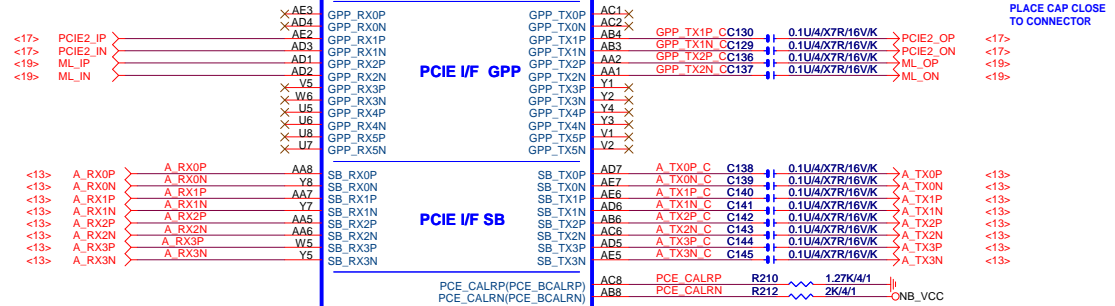 PLACE CAP CLOSE
TO CONNECTOR
AE3 GPP_RX0P GPP_TX0P AC1
AD4 GPP_RX0N GPP_TX0N AC2
<17> PCIE2_IP AE2 GPP_RX1P GPP_TX1P AB4 GPP_TX1P_C C130 0.1U/4/X7R/16V/K PCIE2_OP <17>
<17> PCIE2_IN AD3 GPP_RX1N GPP_TX1N AB3 GPP_TX1N_C C129 0.1U/4/X7R/16V/K PCIE2_ON <17>
<19> ML_IP AD1 GPP_RX2P GPP_TX2P AA2 GPP_TX2P_C C136 0.1U/4/X7R/16V/K ML_OP <19>
<19> ML_IN AD2 GPP_RX2N GPP_TX2N AA1 GPP_TX2N_C C137 0.1U/4/X7R/16V/K ML_ON <19>
PCIE I/F GPP
V5 GPP_RX3P GPP_TX3P Y1
W6 GPP_RX3N GPP_TX3N Y2
U5 GPP_RX4P GPP_TX4P Y4
U6 GPP_RX4N GPP_TX4N Y3
U8 GPP_RX5P GPP_TX5P V1
U7 GPP_RX5N GPP_TX5N V2
<13> A_RX0P A_RX0P AA8 SB_RX0P SB_TX0P AD7 A_TX0P_C C138 0.1U/4/X7R/16V/K A_TX0P <13>
<13> A_RX0N A_RX0N Y8 SB_RX0N SB_TX0N AE7 A_TX0N_C C139 0.1U/4/X7R/16V/K A_TX0N <13>
<13> A_RX1P A_RX1P AA7 SB_RX1P SB_TX1P AE6 A_TX1P_C C140 0.1U/4/X7R/16V/K A_TX1P <13>
<13> A_RX1N A_RX1N Y7 SB_RX1N SB_TX1N AD6 A_TX1N_C C141 0.1U/4/X7R/16V/K A_TX1N <13>
PCIE I/F SB
<13> A_RX2P A_RX2P AA5 SB_RX2P SB_TX2P AB6 A_TX2P_C C142 0.1U/4/X7R/16V/K A_TX2P <13>
<13> A_RX2N A_RX2N AA6 SB_RX2N SB_TX2N AC6 A_TX2N_C C143 0.1U/4/X7R/16V/K A_TX2N <13>
<13> A_RX3P A_RX3P W5 SB_RX3P SB_TX3P AD5 A_TX3P_C C144 0.1U/4/X7R/16V/K A_TX3P <13>
<13> A_RX3N A_RX3N Y5 SB_RX3N SB_TX3N AE5 A_TX3N_C C145 0.1U/4/X7R/16V/K A_TX3N <13>
PCE_CALRP(PCE_BCALRP) AC8 PCE_CALRP R210 1.27K/4/1
PCE_CALRN(PCE_BCALRN) AB8 PCE_CALRN R212 2K/4/1 NB_VCC